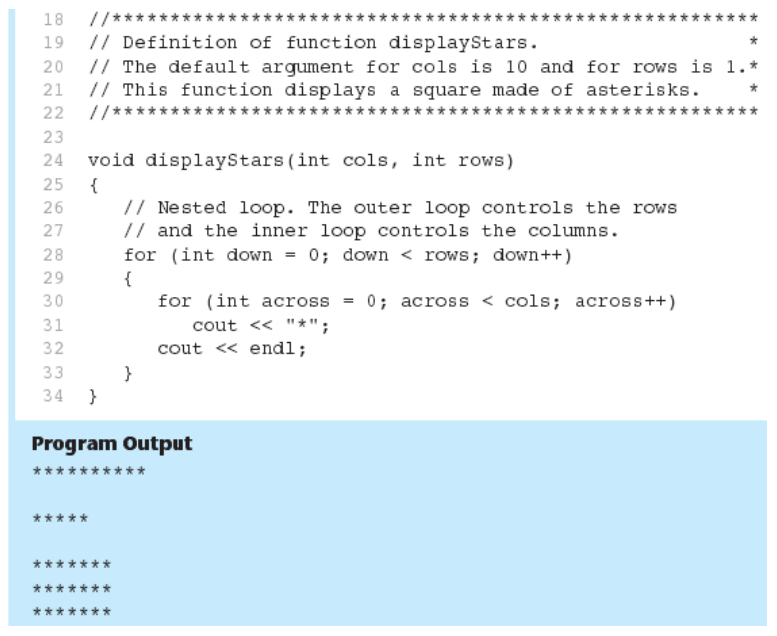 18 //********************************************************
19 // Definition of function displayStars. *
20 // The default argument for cols is 10 and for rows is 1.*
21 // This function displays a square made of asterisks. *
22 //********************************************************
23
24 void displayStars(int cols, int rows)
25 {
26 // Nested loop. The outer loop controls the rows
27 // and the inner loop controls the columns.
28 for (int down = 0; down < rows; down++)
29 {
30 for (int across = 0; across < cols; across++)
31 cout << "*";
32 cout << endl;
33 }
34 }
Program Output
**********
*****
*******
*******
*******